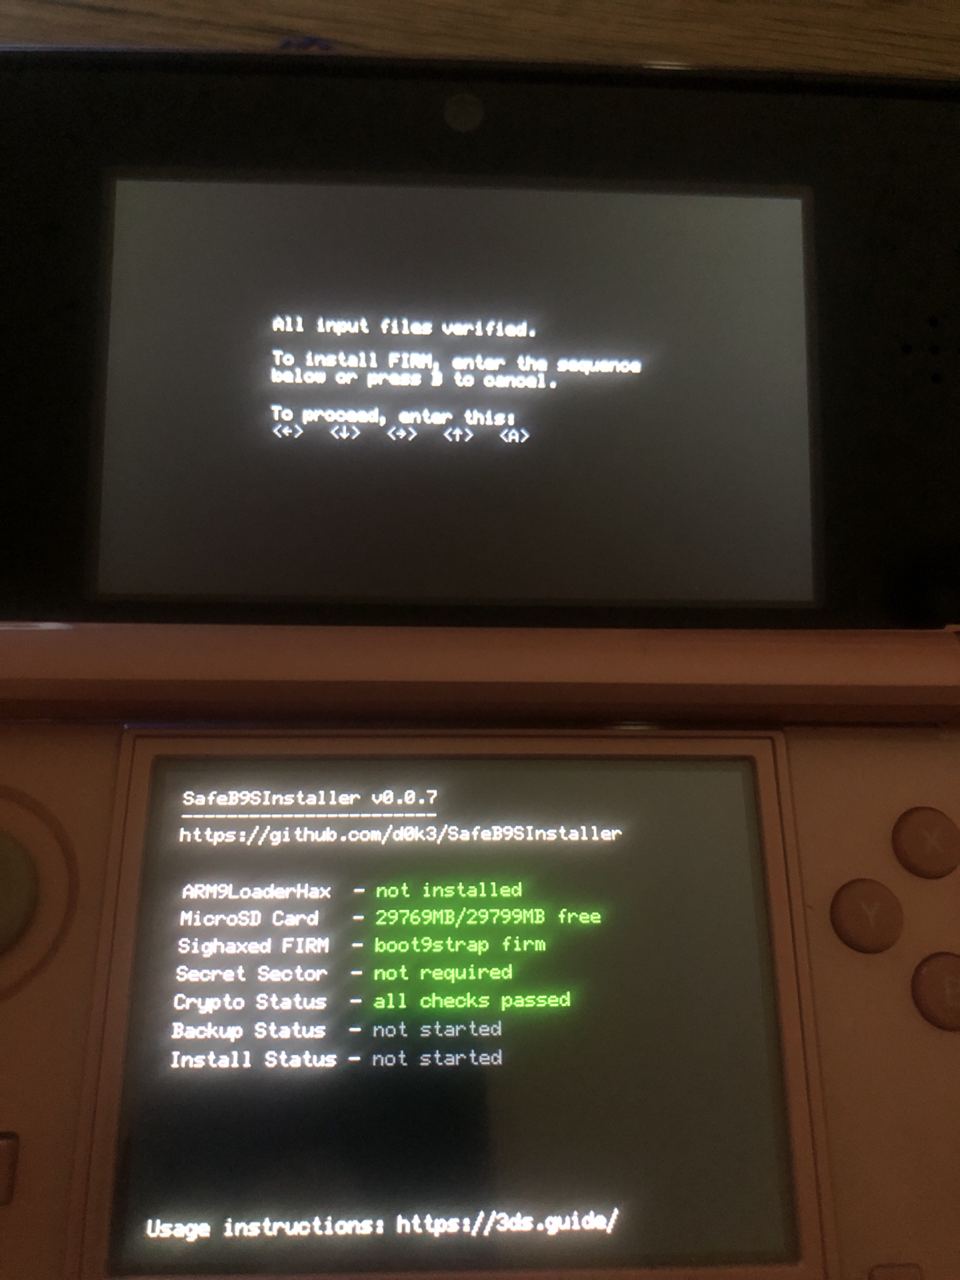 All input files verified.
To install FIRM, enter the sequence
below or press B to cancel.
To proceed, enter this:
<←> <↓> <→> <↑> <A>
SafeB9SInstaller v0.0.7
---------------------
https://github.com/d0k3/SafeB9SInstaller
ARM9LoaderHax - not installed
MicroSD Card - 29769MB/29799MB free
Sighaxed FIRM - boot9strap firm
Secret Sector - not required
Crypto Status - all checks passed
Backup Status - not started
Install Status - not started
Usage instructions: https://3ds.guide/
X
Y